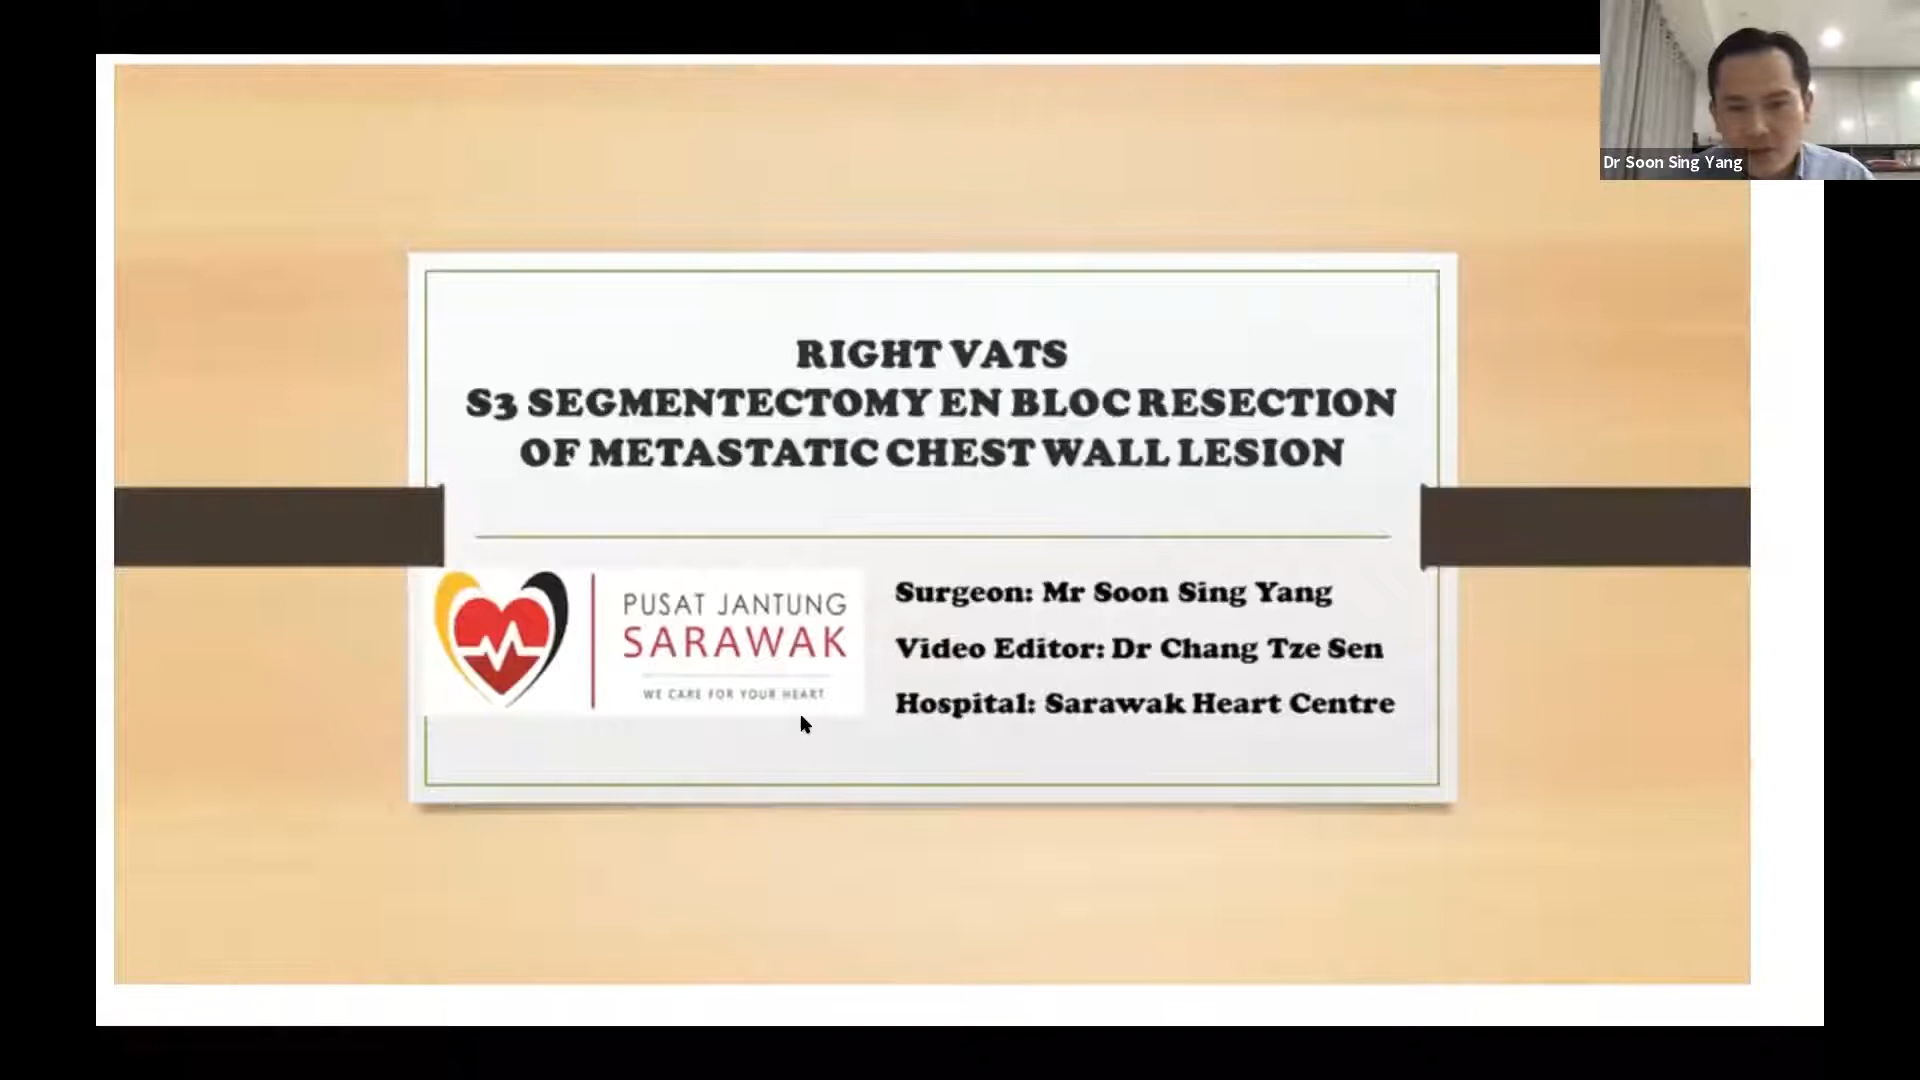 Dr Soon Sing Yang
RIGHT VATS
S3 SEGMENTECTOMY EN BLOC RESECTION
OF METASTATIC CHEST WALL LESION
PUSAT JANTUNG
SARAWAK
WE CARE FOR YOUR HEART
Surgeon: Mr Soon Sing Yang
Video Editor: Dr Chang Tze Sen
Hospital: Sarawak Heart Centre